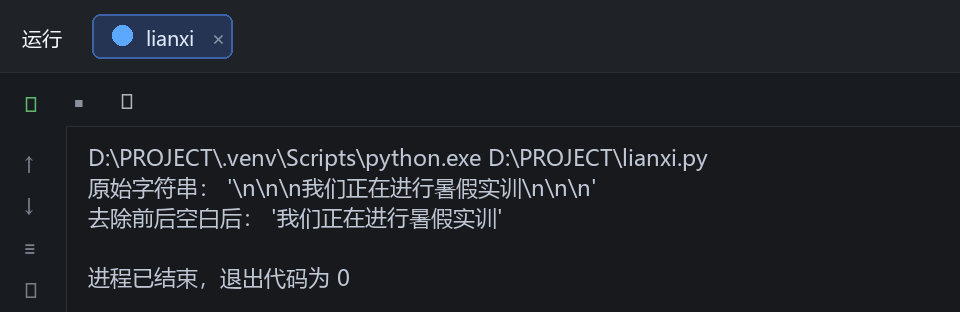 运行 lianxi ×
D:\PROJECT\.venv\Scripts\python.exe D:\PROJECT\lianxi.py
原始字符串： '\n\n\n我们正在进行暑假实训\n\n\n'
去除前后空白后： '我们正在进行暑假实训'
进程已结束，退出代码为 0